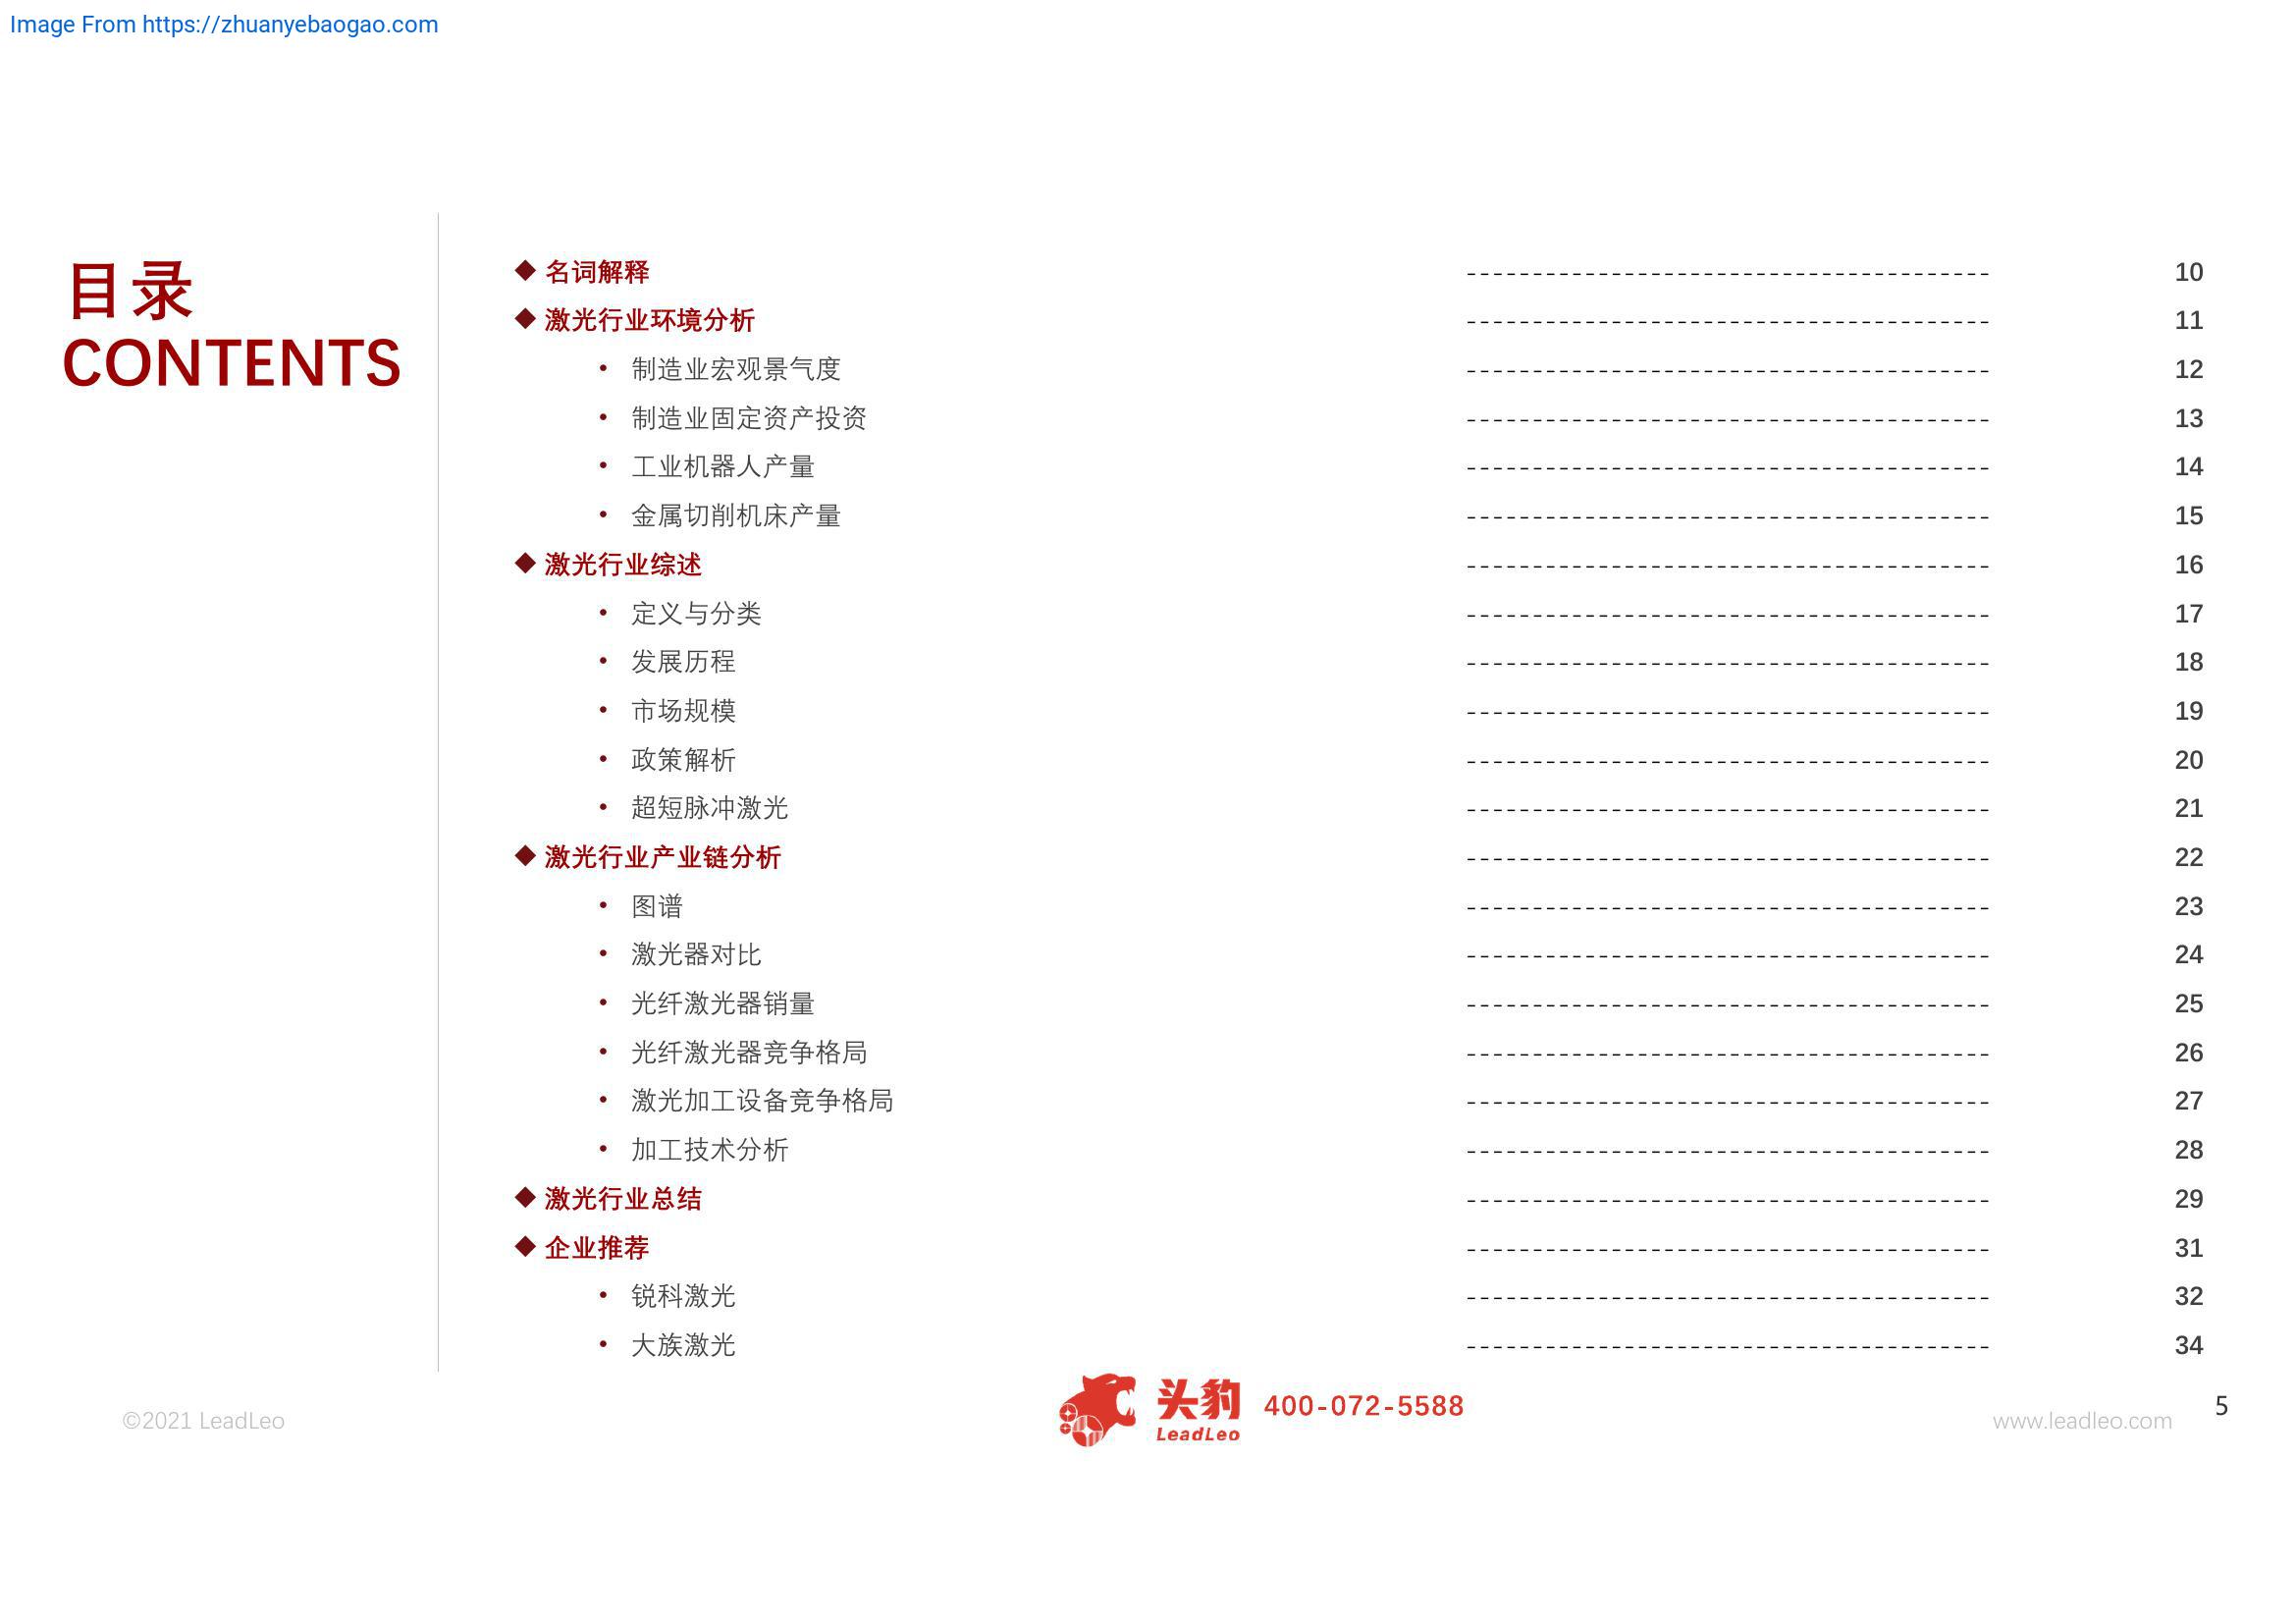 Image From https://zhuanyebaogao.com
目录
CONTENTS
◆ 名词解释 ---------------------------------------- 10
◆ 激光行业环境分析 ---------------------------------------- 11
• 制造业宏观景气度 ---------------------------------------- 12
• 制造业固定资产投资 ---------------------------------------- 13
• 工业机器人产量 ---------------------------------------- 14
• 金属切削机床产量 ---------------------------------------- 15
◆ 激光行业综述 ---------------------------------------- 16
• 定义与分类 ---------------------------------------- 17
• 发展历程 ---------------------------------------- 18
• 市场规模 ---------------------------------------- 19
• 政策解析 ---------------------------------------- 20
• 超短脉冲激光 ---------------------------------------- 21
◆ 激光行业产业链分析 ---------------------------------------- 22
• 图谱 ---------------------------------------- 23
• 激光器对比 ---------------------------------------- 24
• 光纤激光器销量 ---------------------------------------- 25
• 光纤激光器竞争格局 ---------------------------------------- 26
• 激光加工设备竞争格局 ---------------------------------------- 27
• 加工技术分析 ---------------------------------------- 28
◆ 激光行业总结 ---------------------------------------- 29
◆ 企业推荐 ---------------------------------------- 31
• 锐科激光 ---------------------------------------- 32
• 大族激光 ---------------------------------------- 34
©2021 LeadLeo
头豹
LeadLeo
400-072-5588
www.leadleo.com
5